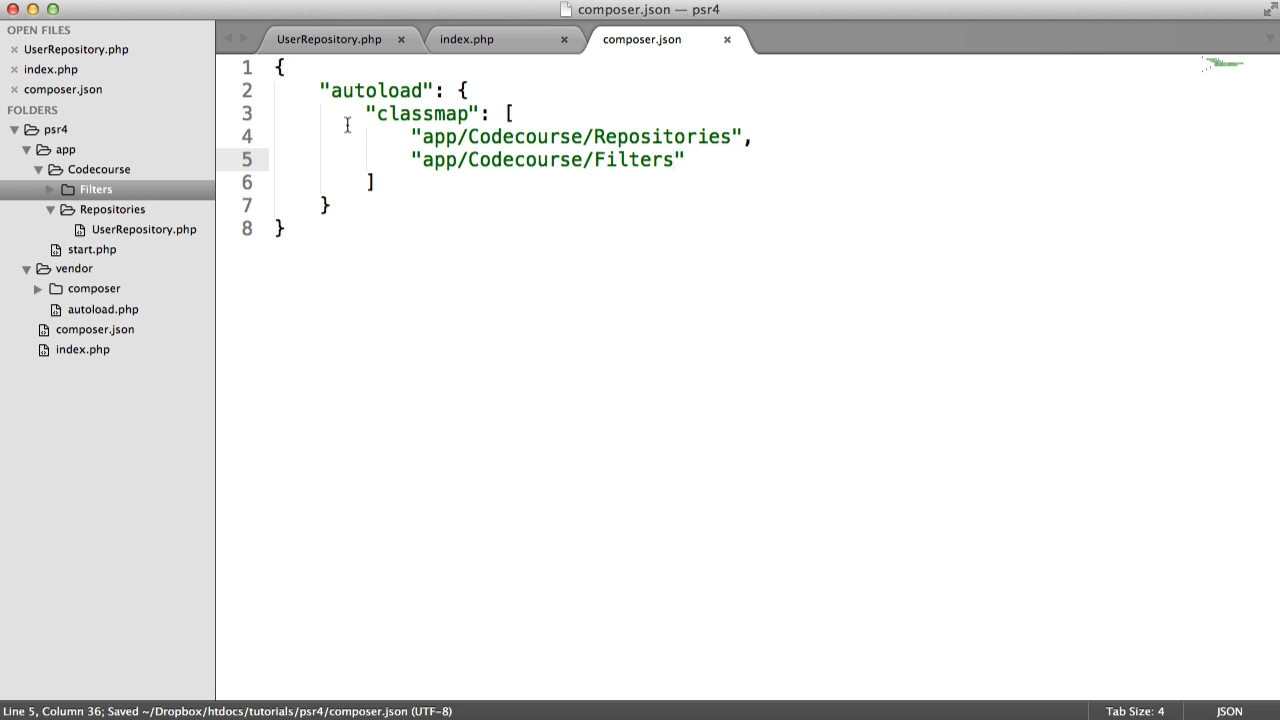 composer.json — psr4
OPEN FILES
UserRepository.php
index.php
composer.json
FOLDERS
psr4
app
Codecourse
Filters
Repositories
UserRepository.php
start.php
vendor
composer
autoload.php
composer.json
index.php
UserRepository.php
index.php
composer.json
1 {
2 "autoload": {
3 "classmap": [
4 "app/Codecourse/Repositories",
5 "app/Codecourse/Filters"
6 ]
7 }
8 }
Line 5, Column 36; Saved ~/Dropbox/htdocs/tutorials/psr4/composer.json (UTF-8)
Tab Size: 4
JSON